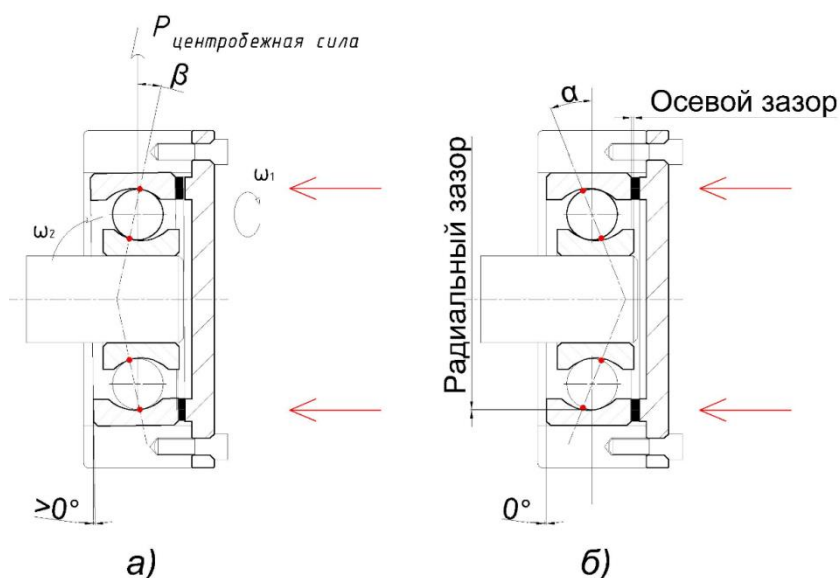 P центробежная сила
β
ω₁
ω₂
>0°
а)
α
Осевой зазор
Радиальный зазор
0°
б)